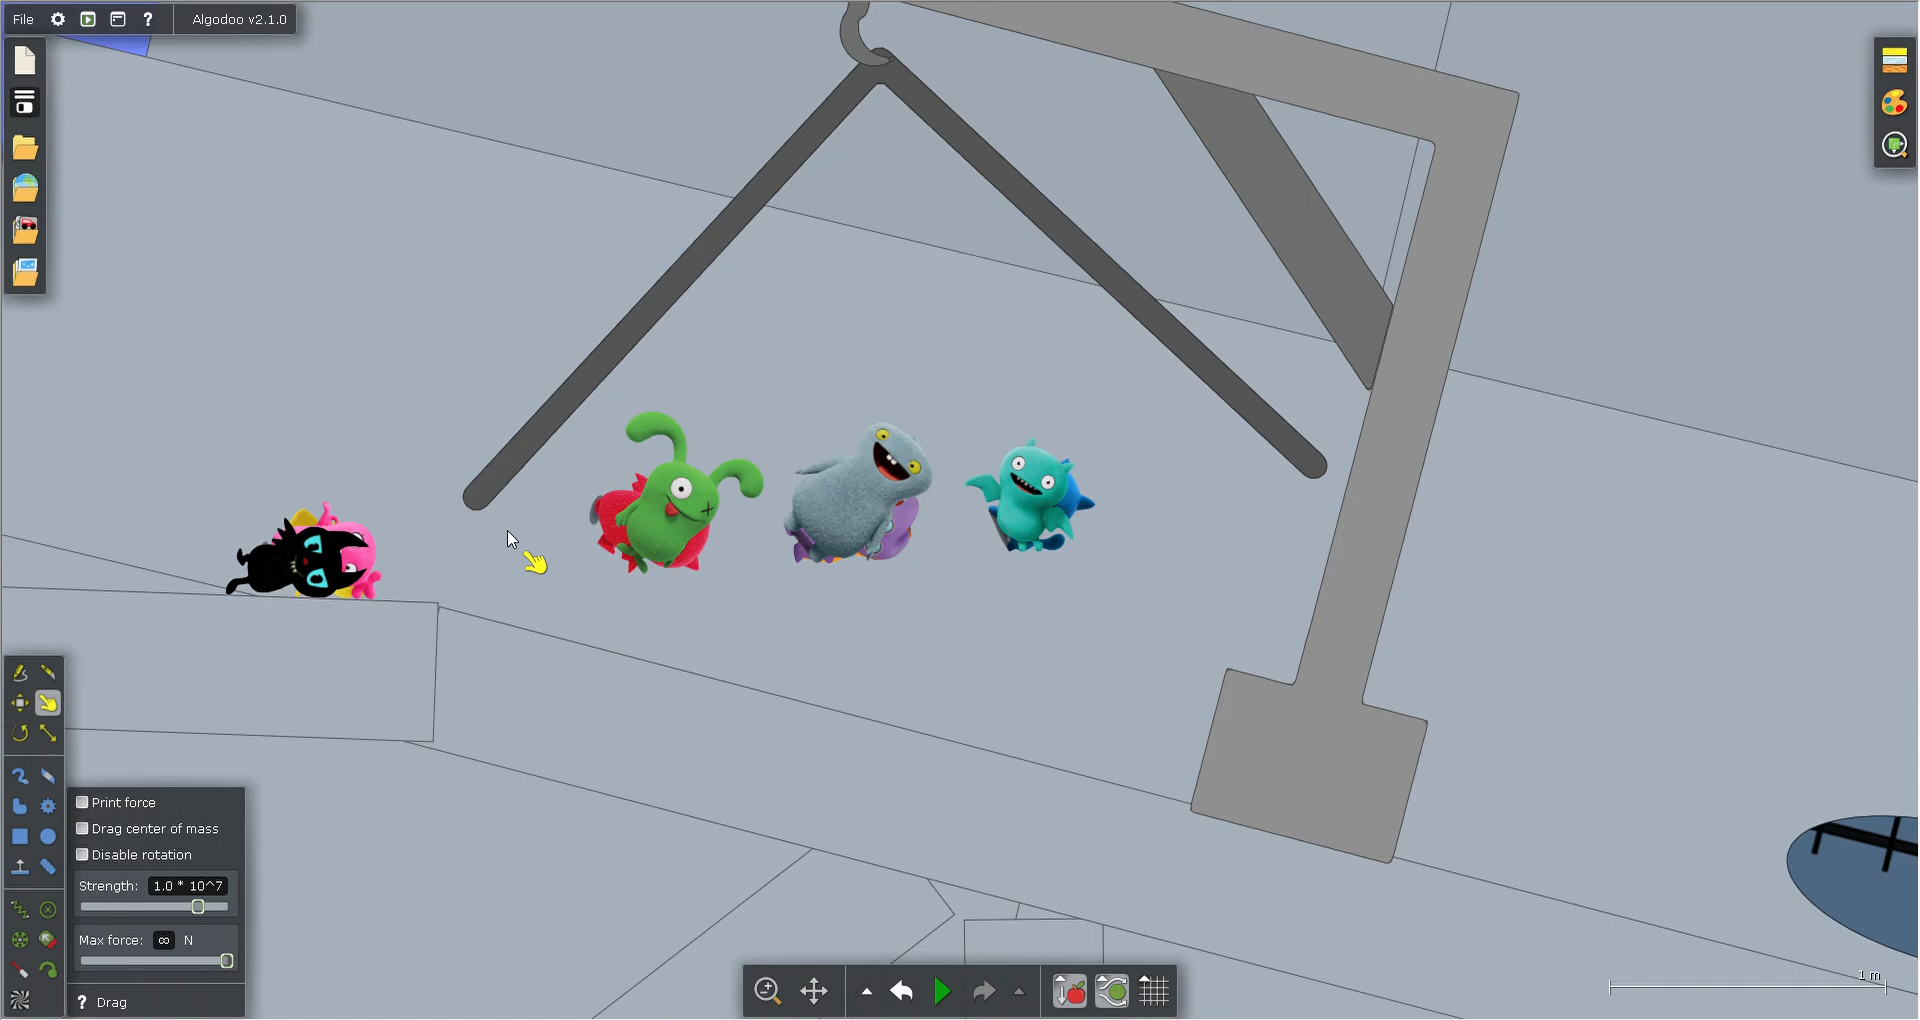 File ? Algodoo v2.1.0
Print force
Drag center of mass
Disable rotation
Strength: 1.0 * 10^7
Max force: ∞ N
? Drag
1 m